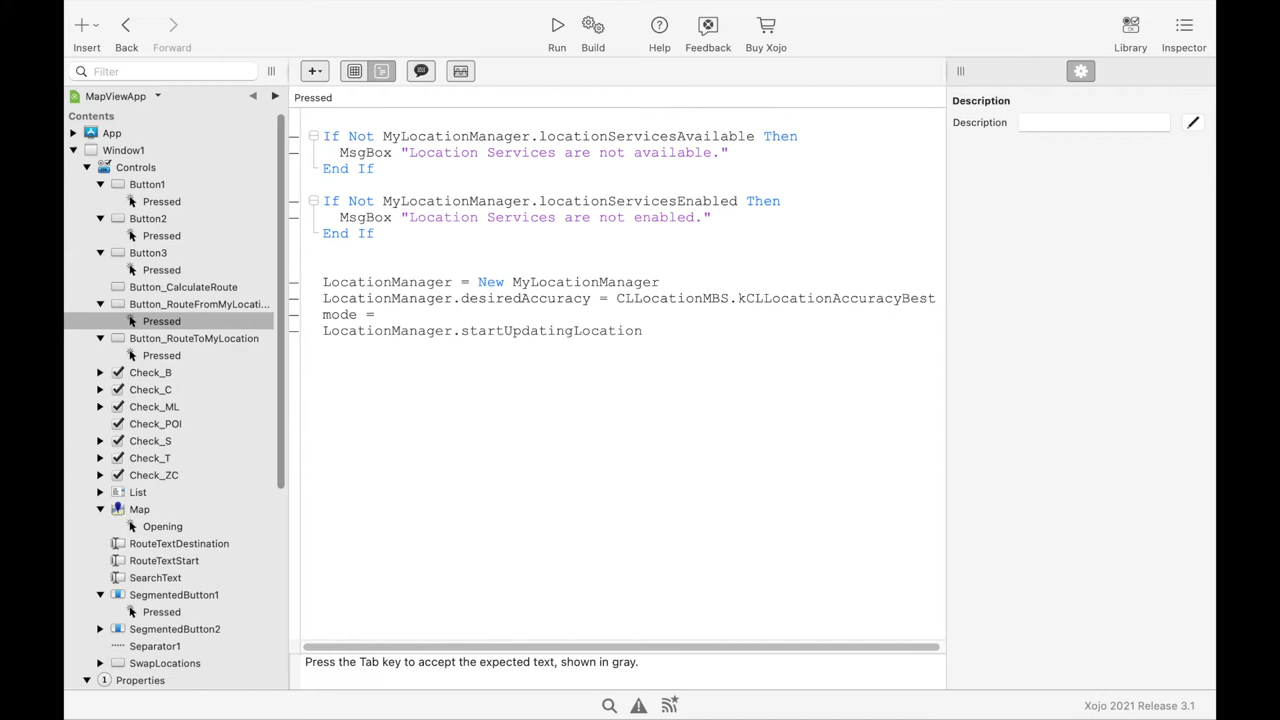 Insert
Back
Forward
Run
Build
Help
Feedback
Buy Xojo
Library
Inspector
Filter
MapViewApp
Contents
App
Window1
Controls
Button1
Pressed
Button2
Pressed
Button3
Pressed
Button_CalculateRoute
Button_RouteFromMyLocati...
Pressed
Button_RouteToMyLocation
Pressed
Check_B
Check_C
Check_ML
Check_POI
Check_S
Check_T
Check_ZC
List
Map
Opening
RouteTextDestination
RouteTextStart
SearchText
SegmentedButton1
Pressed
SegmentedButton2
Separator1
SwapLocations
Properties
Pressed
If Not MyLocationManager.locationServicesAvailable Then
MsgBox "Location Services are not available."
End If
If Not MyLocationManager.locationServicesEnabled Then
MsgBox "Location Services are not enabled."
End If
LocationManager = New MyLocationManager
LocationManager.desiredAccuracy = CLLocationMBS.kCLLocationAccuracyBest
mode =
LocationManager.startUpdatingLocation
Press the Tab key to accept the expected text, shown in gray.
Description
Description
Xojo 2021 Release 3.1